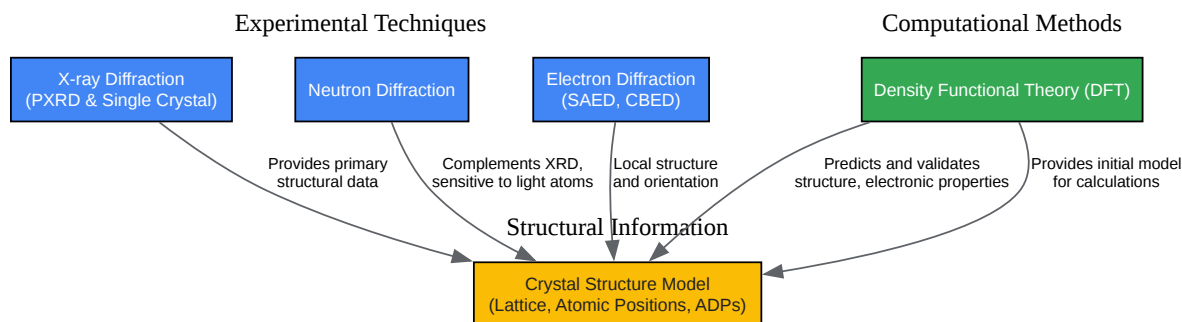 Experimental Techniques
Computational Methods
X-ray Diffraction
(PXRD & Single Crystal)
Neutron Diffraction
Electron Diffraction
(SAED, CBED)
Density Functional Theory (DFT)
Provides primary
structural data
Complements XRD,
sensitive to light atoms
Local structure
and orientation
Predicts and validates
structure, electronic properties
Provides initial model
for calculations
Structural Information
Crystal Structure Model
(Lattice, Atomic Positions, ADPs)